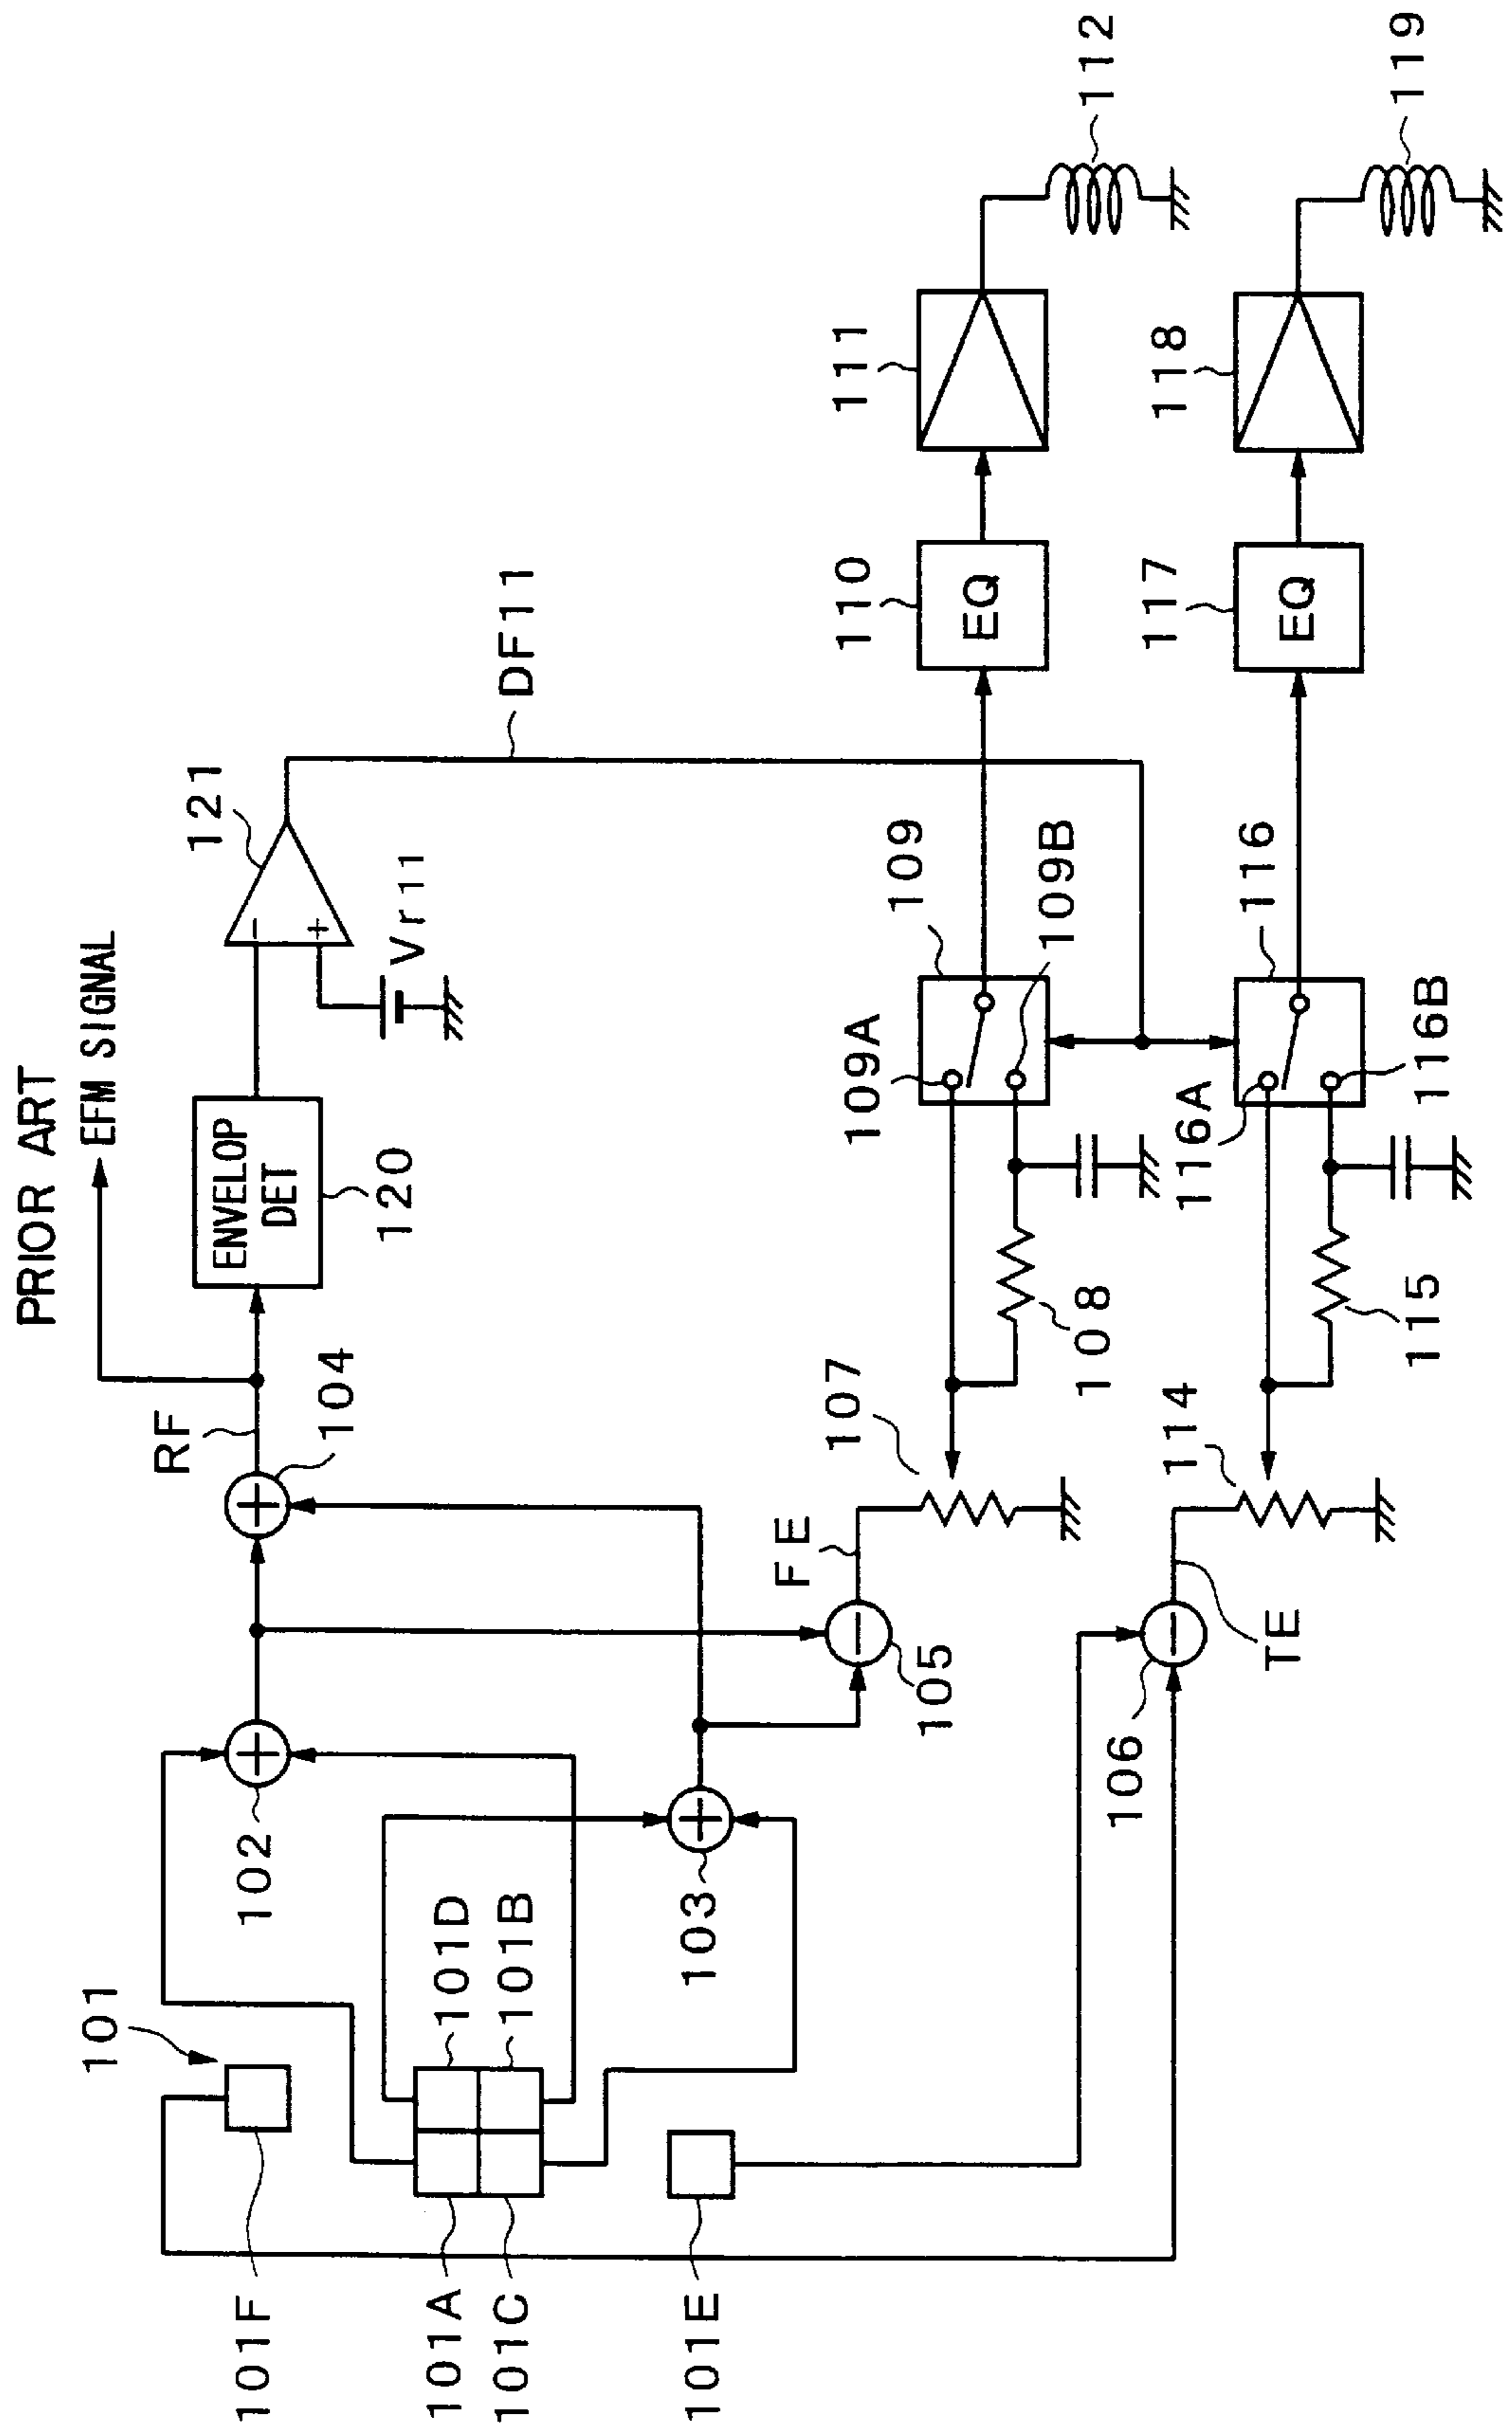 PRIOR ART
EFM SIGNAL
101
101F
101A
101C
101D
101B
101E
102
103
RF
104
ENVELOP
DET
120
121
- 
+
Vr11
DF11
105
FE
106
TE
107
108
109A
109
109B
110
EQ
111
112
114
115
116A
116
116B
117
EQ
118
119